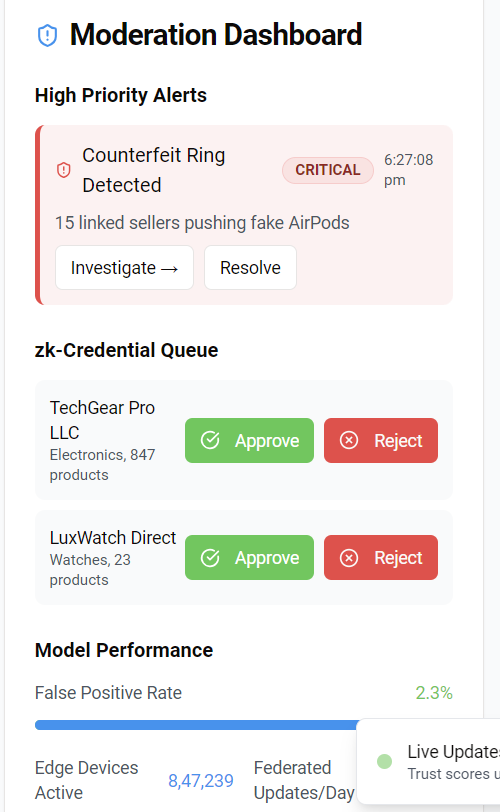 Moderation Dashboard
High Priority Alerts
Counterfeit Ring
Detected
CRITICAL
6:27:08
pm
15 linked sellers pushing fake AirPods
Investigate →
Resolve
zk-Credential Queue
TechGear Pro
LLC
Electronics, 847
products
Approve
Reject
LuxWatch Direct
Watches, 23
products
Approve
Reject
Model Performance
False Positive Rate
2.3%
Edge Devices
Active
8,47,239
Federated
Updates/Day
Live Update
Trust scores